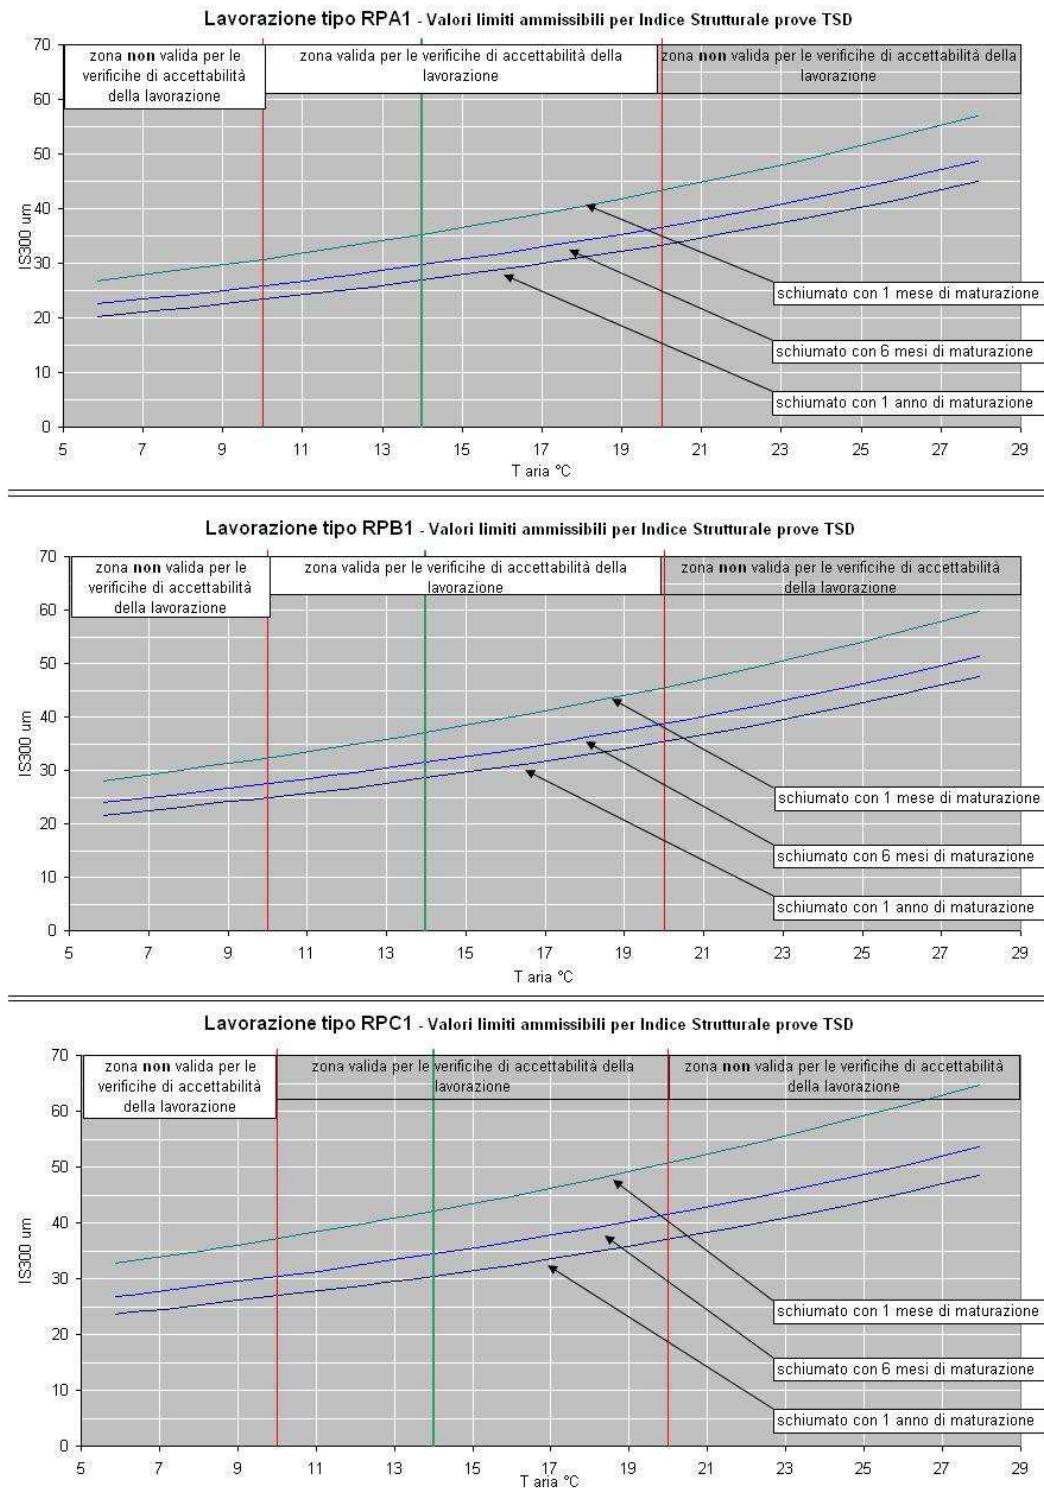 Lavorazione tipo RPA1 - Valori limiti ammissibili per Indice Strutturale prove TSD
zona non valida per le
verificihe di accettabilità
della lavorazione
zona valida per le verificihe di accettabilità della
lavorazione
zona non valida per le verificihe di accettabilità della
lavorazione
70
60
50
40
30
20
10
0
IS300 um
schiumato con 1 mese di maturazione
schiumato con 6 mesi di maturazione
schiumato con 1 anno di maturazione
5 7 9 11 13 15 17 19 21 23 25 27 29
T aria °C
Lavorazione tipo RPB1 - Valori limiti ammissibili per Indice Strutturale prove TSD
zona non valida per le
verificihe di accettabilità
della lavorazione
zona valida per le verificihe di accettabilità della
lavorazione
zona non valida per le verificihe di accettabilità
della lavorazione
70
60
50
40
30
20
10
0
IS300 um
schiumato con 1 mese di maturazione
schiumato con 6 mesi di maturazione
schiumato con 1 anno di maturazione
5 7 9 11 13 15 17 19 21 23 25 27 29
T aria °C
Lavorazione tipo RPC1 - Valori limiti ammissibili per Indice Strutturale prove TSD
zona non valida per le
verificihe di accettabilità
della lavorazione
zona valida per le verificihe di accettabilità della
lavorazione
zona non valida per le verificihe di accettabilità
della lavorazione
70
60
50
40
30
20
10
0
IS300 um
schiumato con 1 mese di maturazione
schiumato con 6 mesi di maturazione
schiumato con 1 anno di maturazione
5 7 9 11 13 15 17 19 21 23 25 27 29
T aria °C